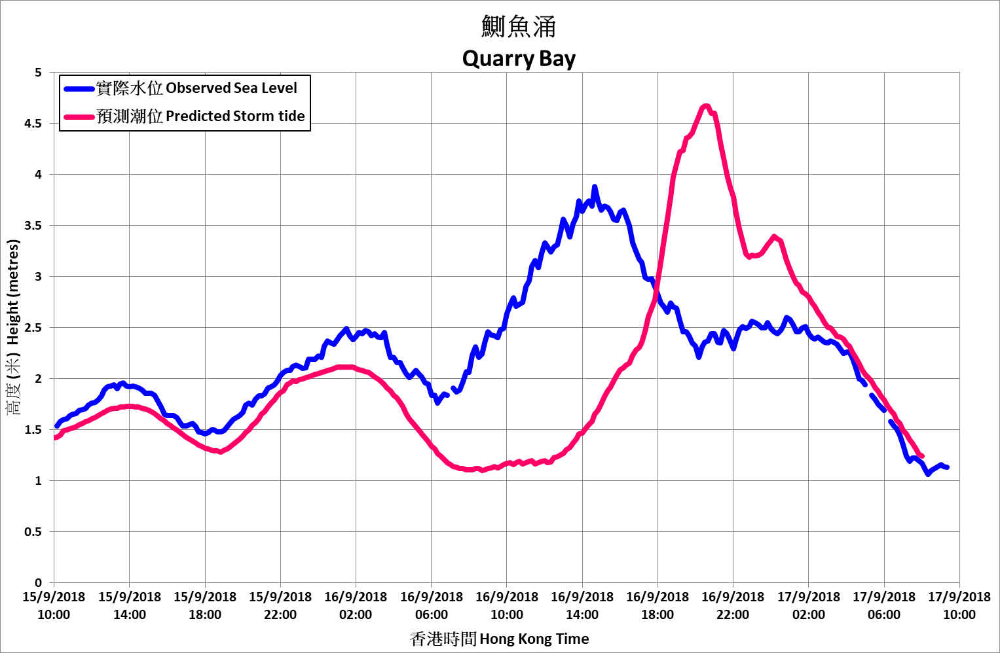 鰂魚涌
Quarry Bay
實際水位 Observed Sea Level
預測潮位 Predicted Storm tide
高度 (米) Height (metres)
5
4.5
4
3.5
3
2.5
2
1.5
1
0.5
0
15/9/2018 15/9/2018 15/9/2018 15/9/2018 16/9/2018 16/9/2018 16/9/2018 16/9/2018 16/9/2018 16/9/2018 17/9/2018 17/9/2018 17/9/2018
10:00 14:00 18:00 22:00 02:00 06:00 10:00 14:00 18:00 22:00 02:00 06:00 10:00
香港時間 Hong Kong Time